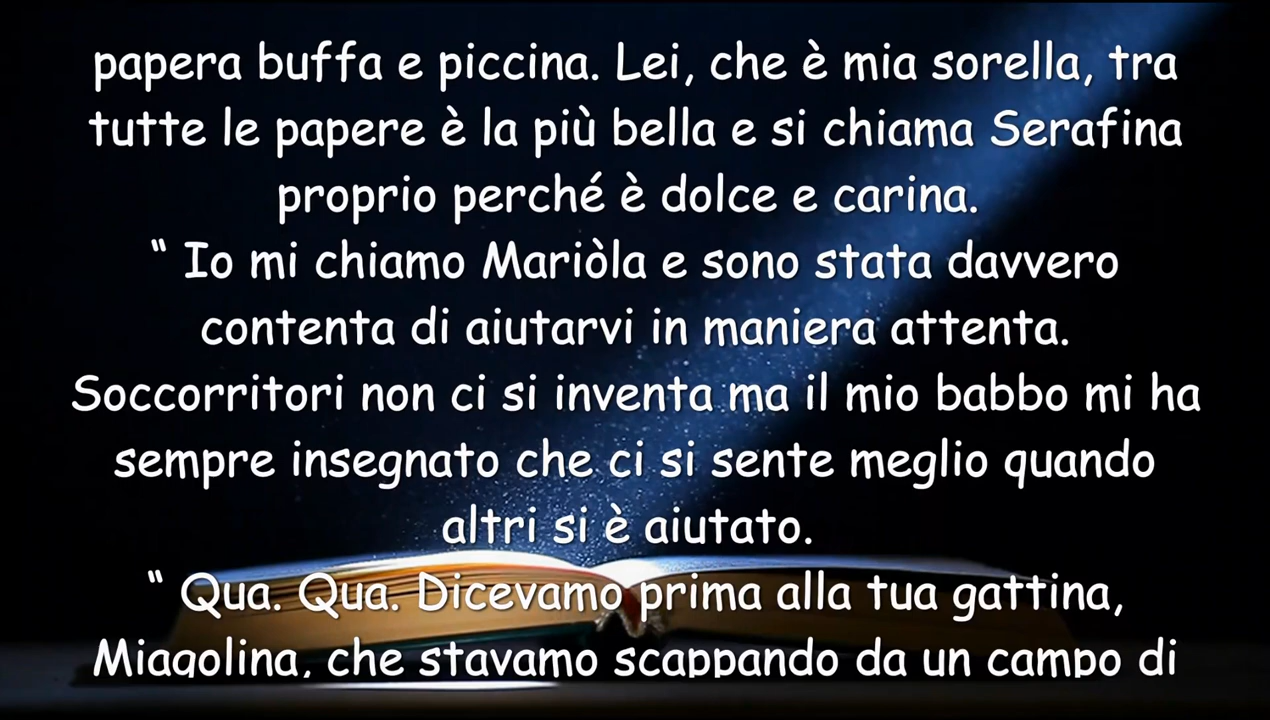 papera buffa e piccina. Lei, che è mia sorella, tra
tutte le papere è la più bella e si chiama Serafina
proprio perché è dolce e carina.
“ Io mi chiamo Mariòla e sono stata davvero
contenta di aiutarvi in maniera attenta.
Soccorritori non ci si inventa ma il mio babbo mi ha
sempre insegnato che ci si sente meglio quando
altri si è aiutato.
“ Qua. Qua. Dicevamo prima alla tua gattina,
Miagolina, che stavamo scappando da un campo di